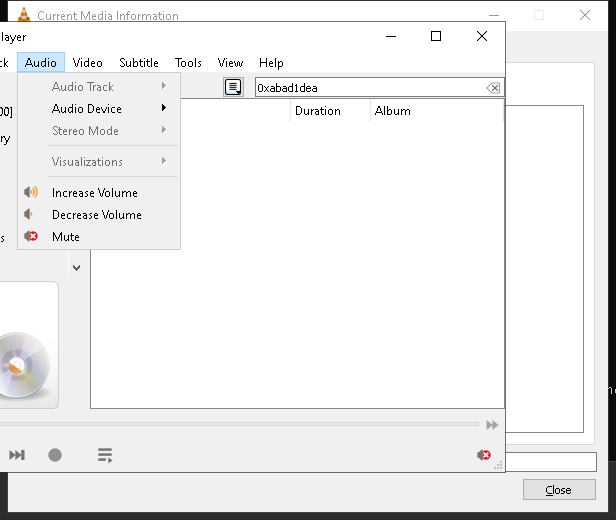 Current Media Information
layer
ck Audio Video Subtitle Tools View Help
Audio Track
Audio Device
Stereo Mode
Visualizations
Increase Volume
Decrease Volume
Mute
00]
ry
s
0xabad1dea
Duration Album
Close